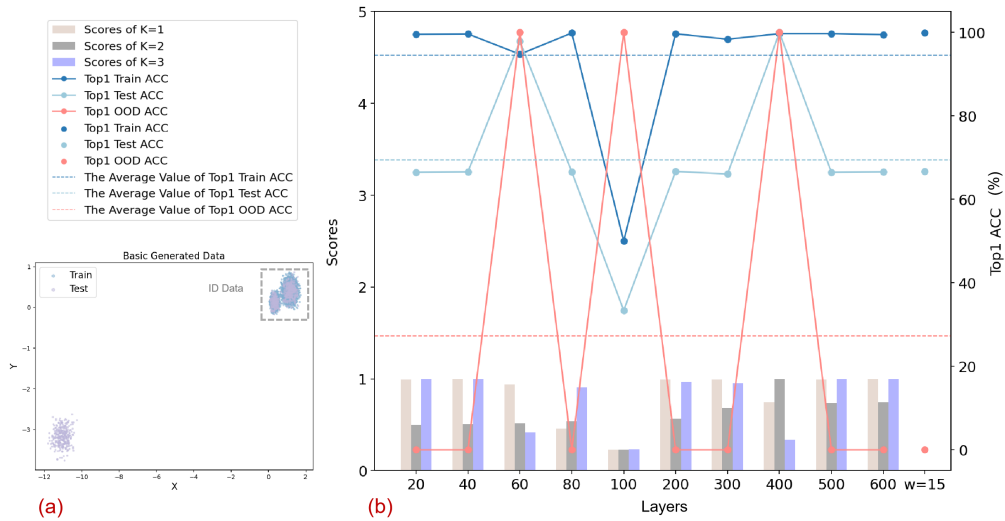 Scores of K=1
Scores of K=2
Scores of K=3
Top1 Train ACC
Top1 Test ACC
Top1 OOD ACC
Top1 Train ACC
Top1 Test ACC
Top1 OOD ACC
The Average Value of Top1 Train ACC
The Average Value of Top1 Test ACC
The Average Value of Top1 OOD ACC
Basic Generated Data
Train
Test
ID Data
1
0
−1
−2
−3
Y
−12 −10 −8 −6 −4 −2 0 2
X
(a)
5
4
3
2
1
0
Scores
100
80
60
40
20
0
Top1 ACC (%)
20 40 60 80 100 200 300 400 500 600 w=15
Layers
(b)